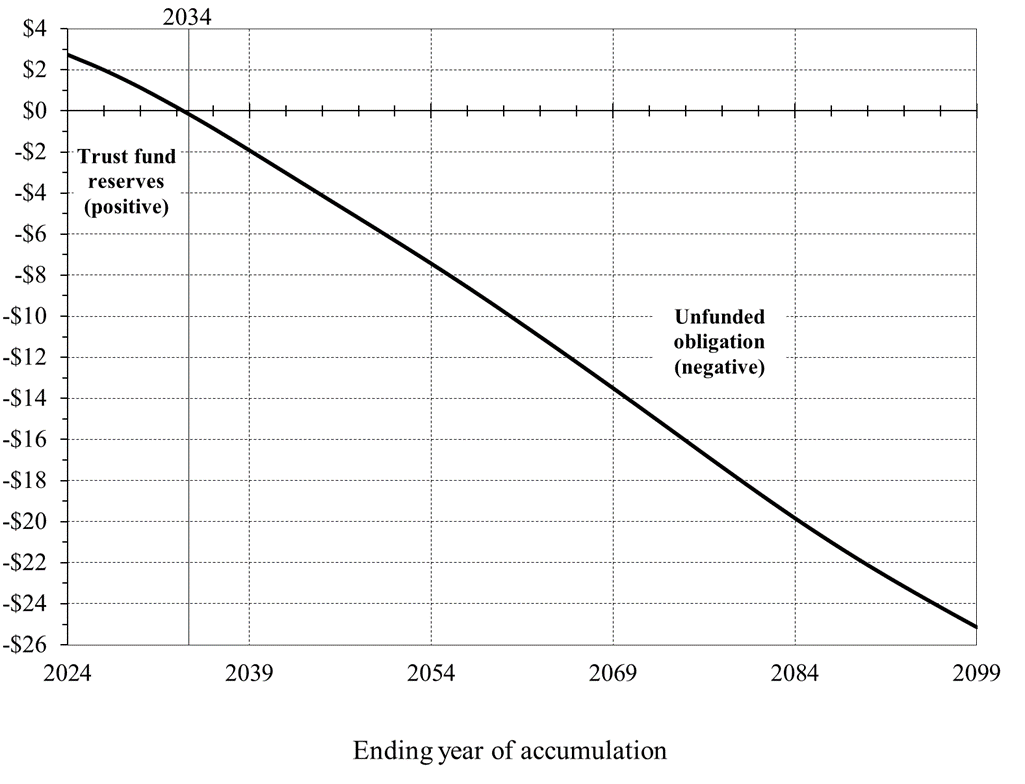 2034
$4
$2
$0
-$2
-$4
-$6
-$8
-$10
-$12
-$14
-$16
-$18
-$20
-$22
-$24
-$26
Trust fund
reserves
(positive)
Unfunded
obligation
(negative)
2024 2039 2054 2069 2084 2099
Ending year of accumulation